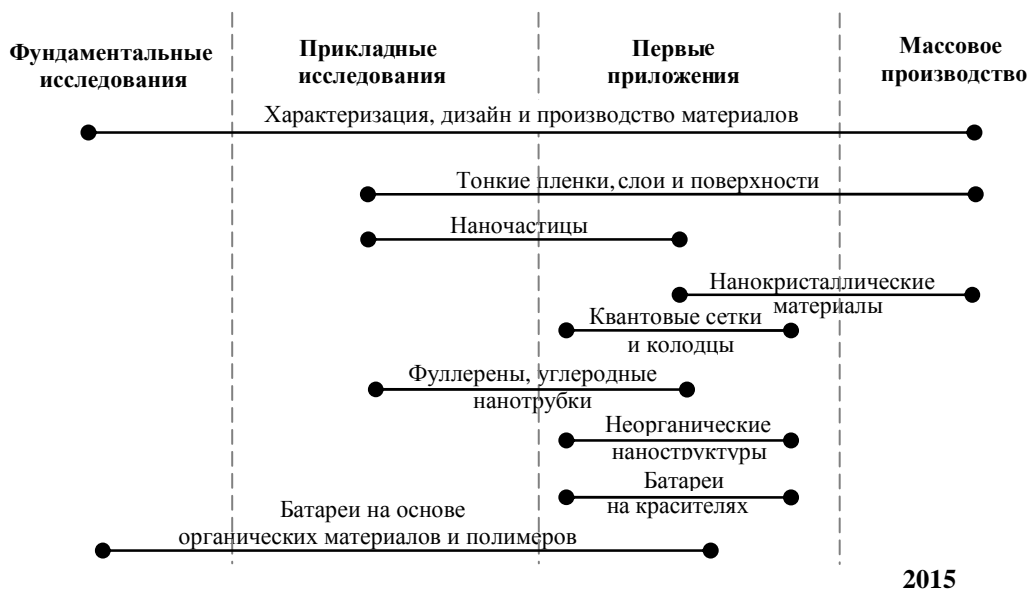 Фундаментальные
исследования
Прикладные
исследования
Первые
приложения
Массовое
производство
Характеризация, дизайн и производство материалов
Тонкие пленки, слои и поверхности
Наночастицы
Нанокристаллические
материалы
Квантовые сетки
и колодцы
Фуллерены, углеродные
нанотрубки
Неорганические
наноструктуры
Батареи
на красителях
Батареи на основе
органических материалов и полимеров
2015